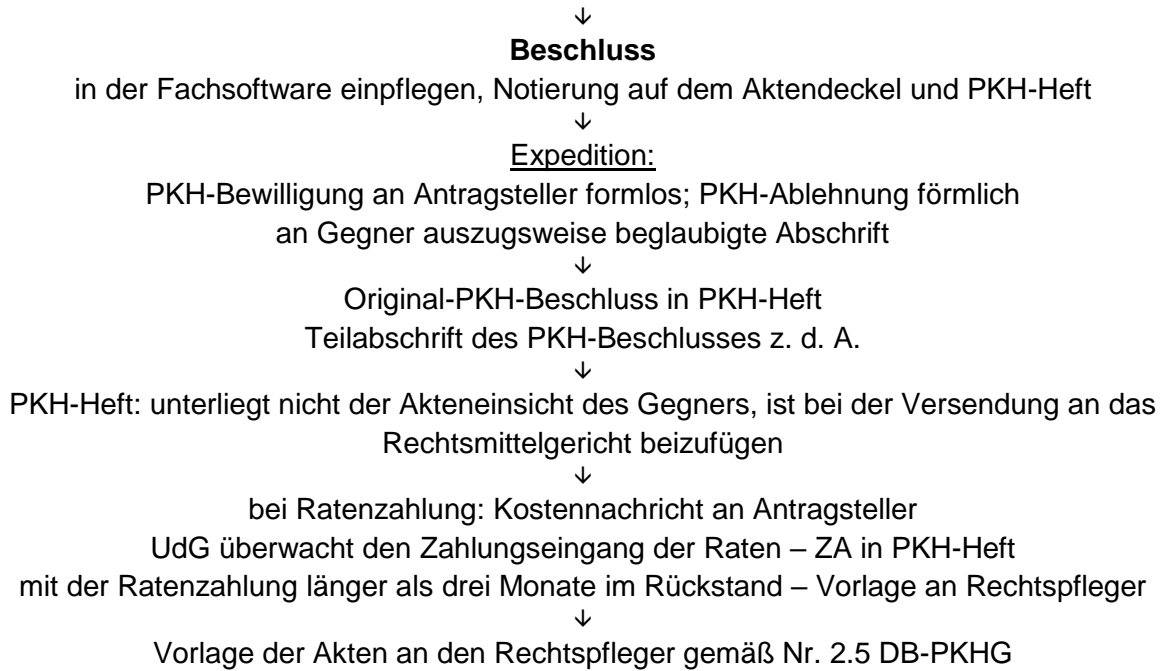 ↓
Beschluss
in der Fachsoftware einpflegen, Notierung auf dem Aktendeckel und PKH-Heft
↓
Expedition:
PKH-Bewilligung an Antragsteller formlos; PKH-Ablehnung förmlich
an Gegner auszugsweise beglaubigte Abschrift
↓
Original-PKH-Beschluss in PKH-Heft
Teilabschrift des PKH-Beschlusses z. d. A.
↓
PKH-Heft: unterliegt nicht der Akteneinsicht des Gegners, ist bei der Versendung an das
Rechtsmittelgericht beizufügen
↓
bei Ratenzahlung: Kostennachricht an Antragsteller
UdG überwacht den Zahlungseingang der Raten – ZA in PKH-Heft
mit der Ratenzahlung länger als drei Monate im Rückstand – Vorlage an Rechtspfleger
↓
Vorlage der Akten an den Rechtspfleger gemäß Nr. 2.5 DB-PKHG